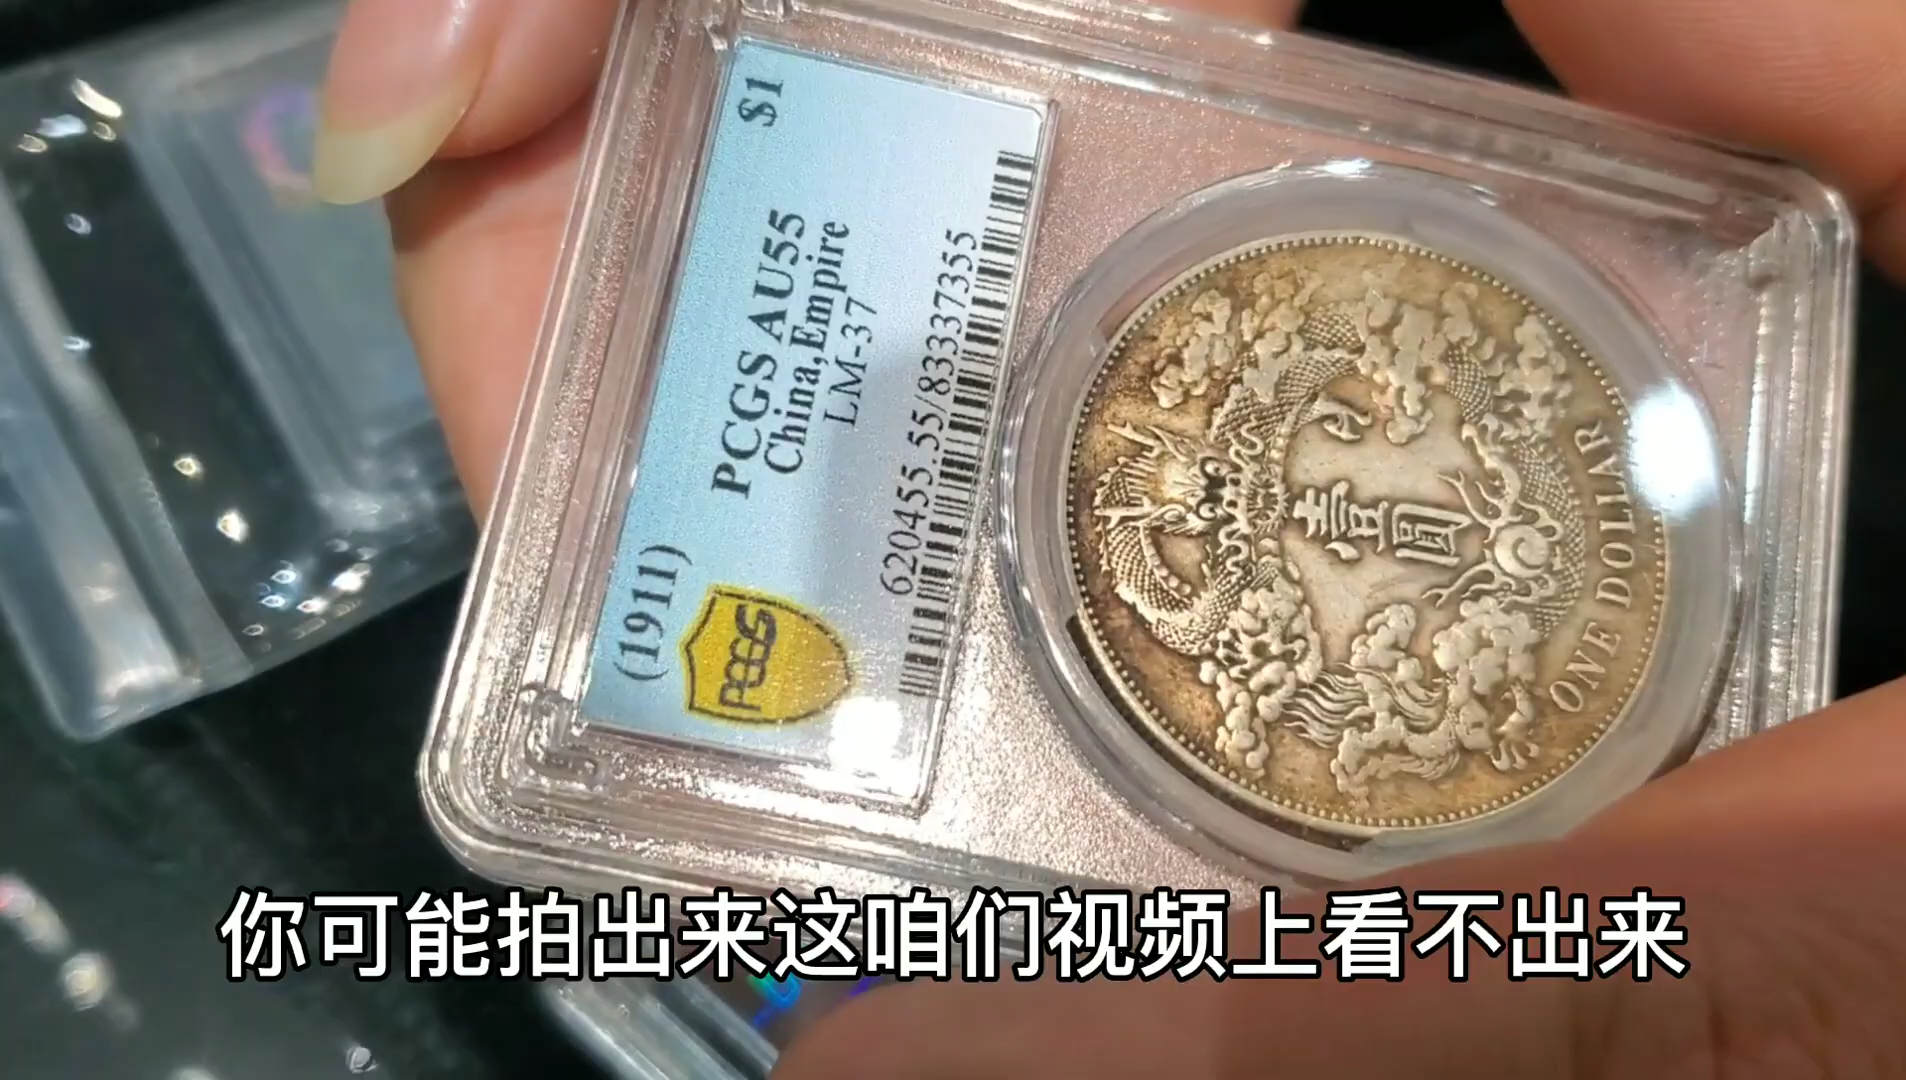 (1911)
$1
PCGS AU55
China,Empire
LM-37
620455.55/83337355
PCGS
壹圆
ONE DOLLAR
你可能拍出来这咱们视频上看不出来